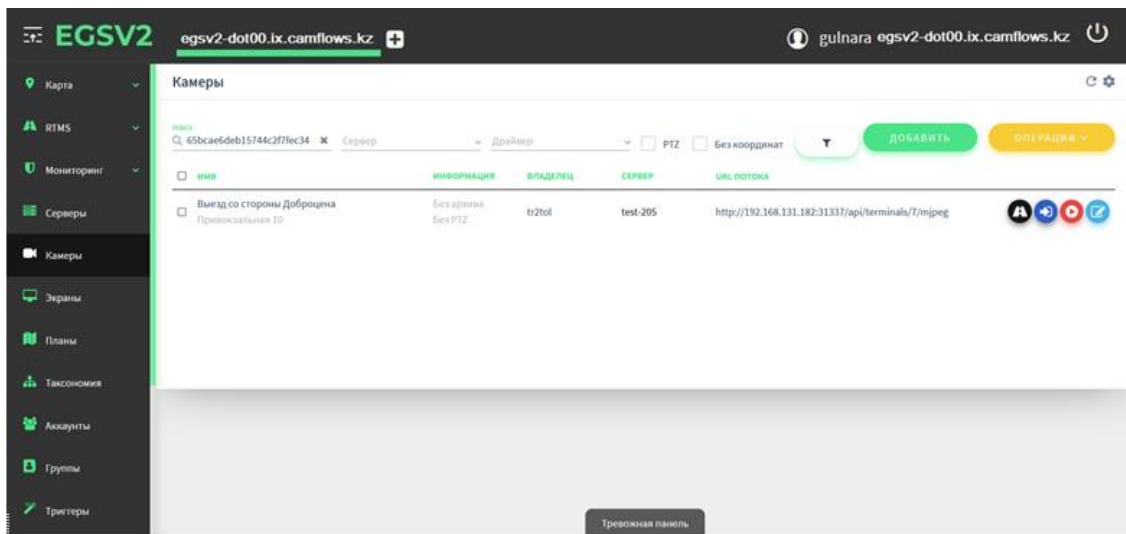 EGSV2
egsv2-dot00.ix.camflows.kz
gulnara egsv2-dot00.ix.camflows.kz
Карта
RTMS
Мониторинг
Серверы
Камеры
Экраны
Планы
Таксономия
Аккаунты
Группы
Триггеры
Камеры
поиск
65bcae6deb15744c2f7fec34 Сервер Драйвер PTZ Без координат ДОБАВИТЬ ОПЕРАЦИИ
ИМЯ ИНФОРМАЦИЯ ВЛАДЕЛЕЦ СЕРВЕР URL ПОТОКА
Выезд со стороны Доброцена Без архива tr2tol test-205 http://192.168.131.182:31337/api/terminals/7/mjpeg
Привокзальная 10 Без PTZ
Тревожная панель